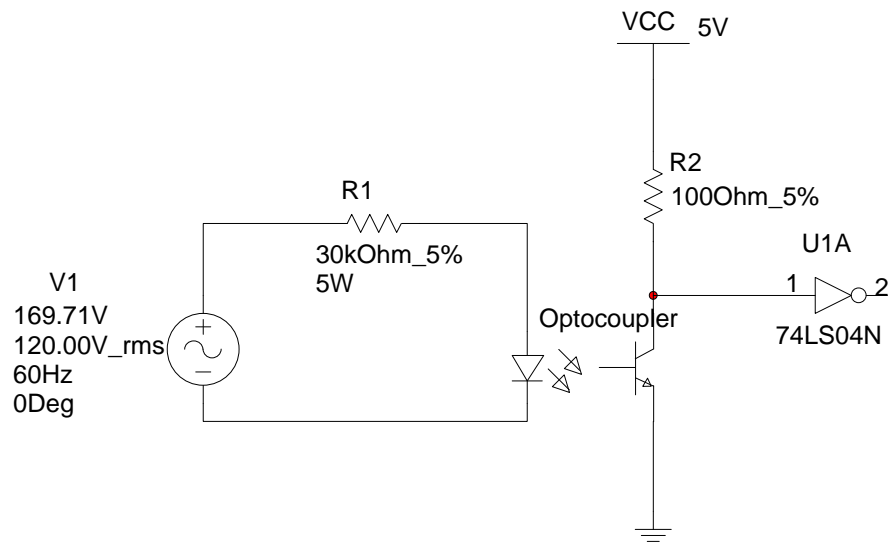 VCC 5V
R2
100Ohm_5%
R1
30kOhm_5%
5W
U1A
1 2
74LS04N
V1
169.71V
120.00V_rms
60Hz
0Deg
Optocoupler